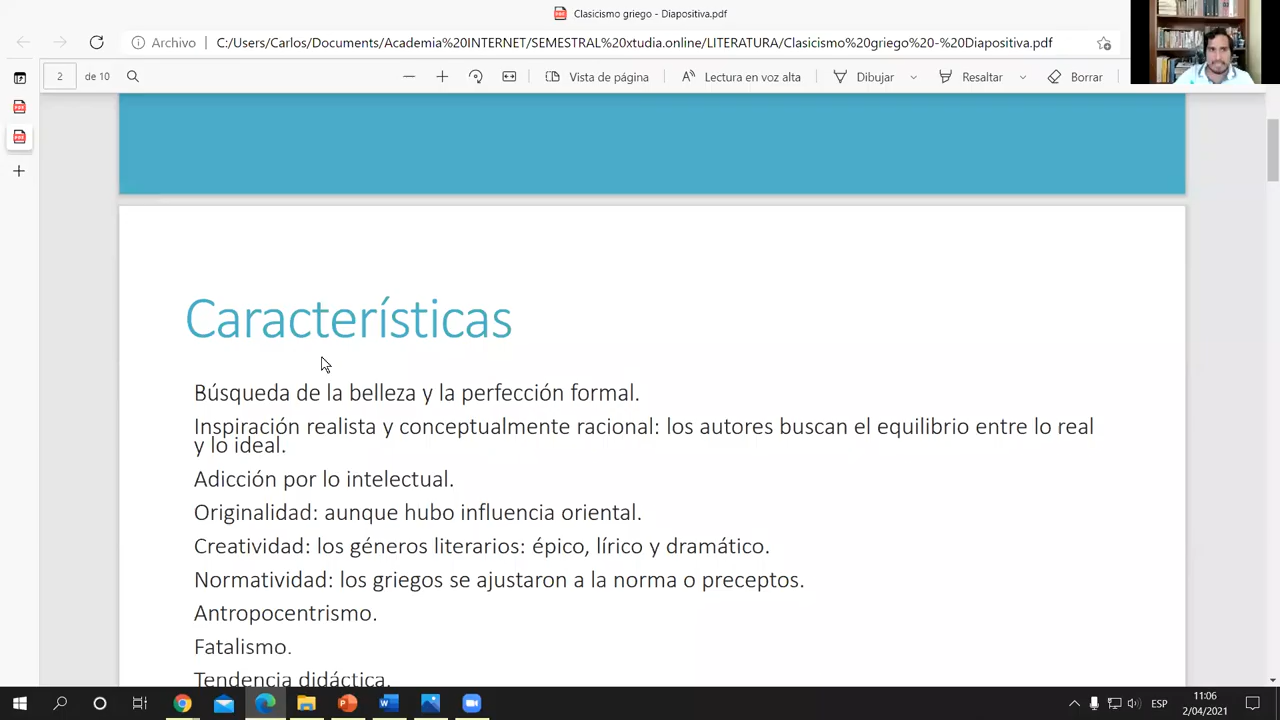 Clasicismo griego - Diapositiva.pdf
Archivo
C:/Users/Carlos/Documents/Academia%20INTERNET/SEMESTRAL%20xtudia.online/LITERATURA/Clasicismo%20griego%20-%20Diapositiva.pdf
2 de 10
Vista de página
Lectura en voz alta
Dibujar
Resaltar
Borrar
Características
Búsqueda de la belleza y la perfección formal.
Inspiración realista y conceptualmente racional: los autores buscan el equilibrio entre lo real
y lo ideal.
Adicción por lo intelectual.
Originalidad: aunque hubo influencia oriental.
Creatividad: los géneros literarios: épico, lírico y dramático.
Normatividad: los griegos se ajustaron a la norma o preceptos.
Antropocentrismo.
Fatalismo.
Tendencia didáctica.
ESP
11:06
2/04/2021